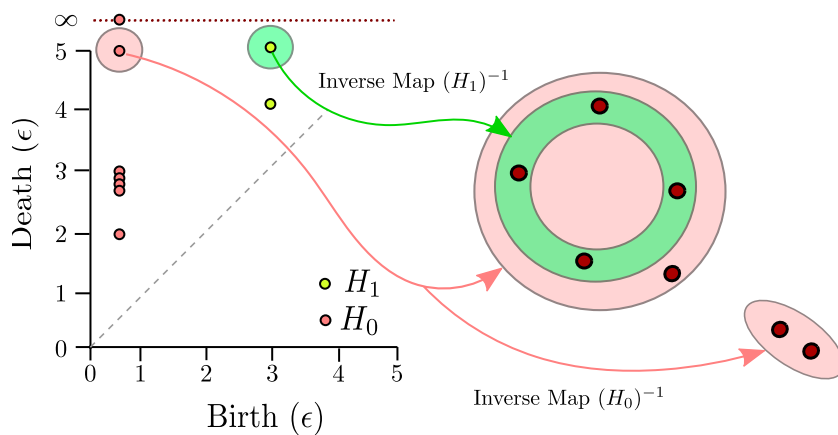 ∞
5
4
3
2
1
0
Death (ϵ)
0 1 2 3 4 5
Birth (ϵ)
H₁
H₀
Inverse Map (H₁)⁻¹
Inverse Map (H₀)⁻¹